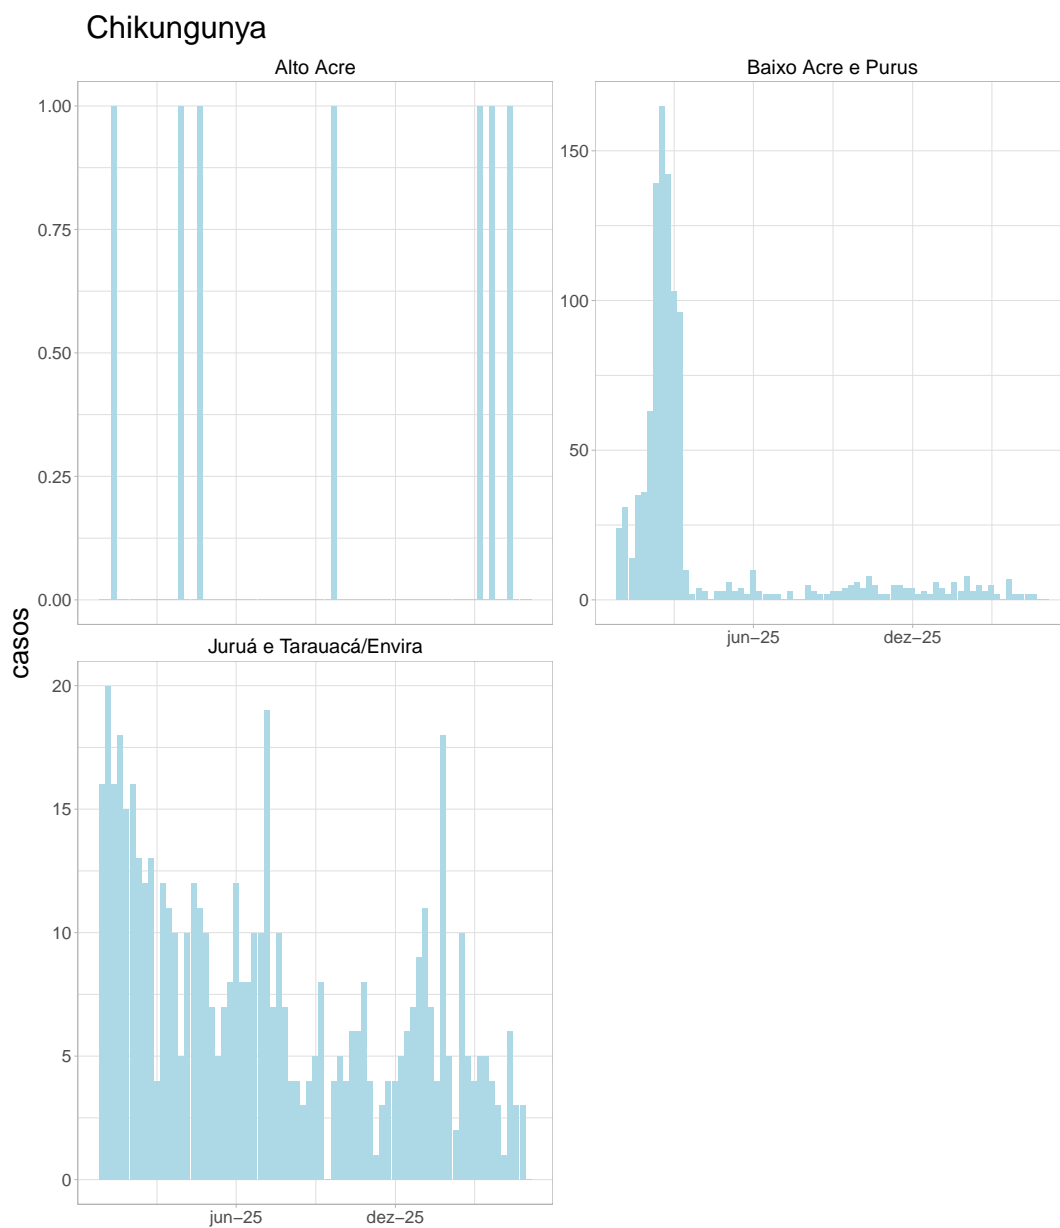 Chikungunya
Alto Acre
Baixo Acre e Purus
1.00
0.75
0.50
0.25
0.00
150
100
50
0
jun−25
dez−25
casos
Juruá e Tarauacá/Envira
20
15
10
5
0
jun−25
dez−25